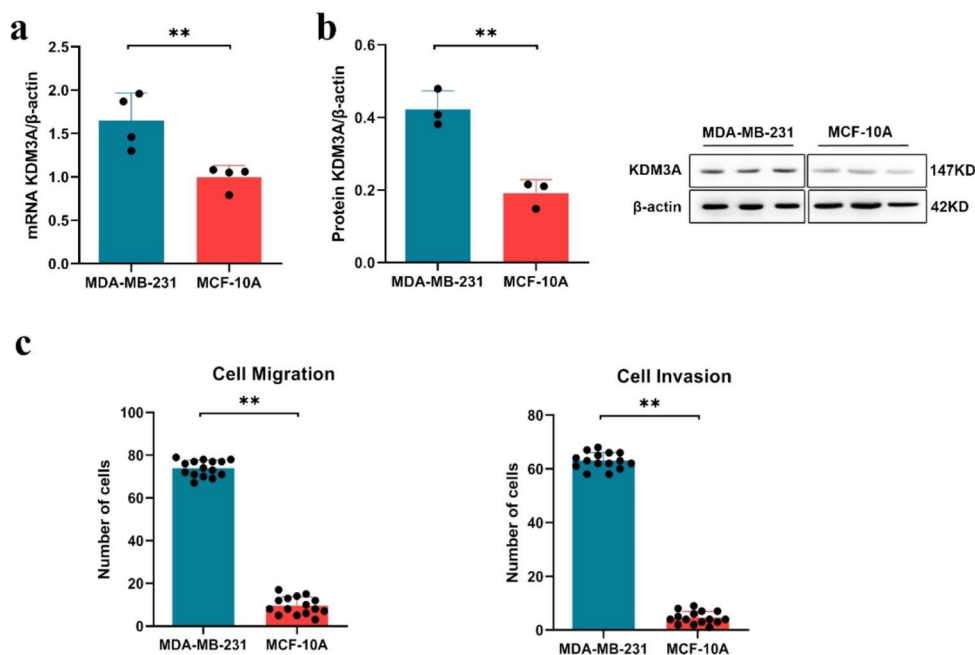 a
**
mRNA KDM3A/β-actin
2.5
2.0
1.5
1.0
0.5
0.0
MDA-MB-231 MCF-10A
b
**
Protein KDM3A/β-actin
0.6
0.4
0.2
0.0
MDA-MB-231 MCF-10A
MDA-MB-231 MCF-10A
KDM3A 147KD
β-actin 42KD
c
Cell Migration
**
Number of cells
100
80
60
40
20
0
MDA-MB-231 MCF-10A
Cell Invasion
**
Number of cells
80
60
40
20
0
MDA-MB-231 MCF-10A